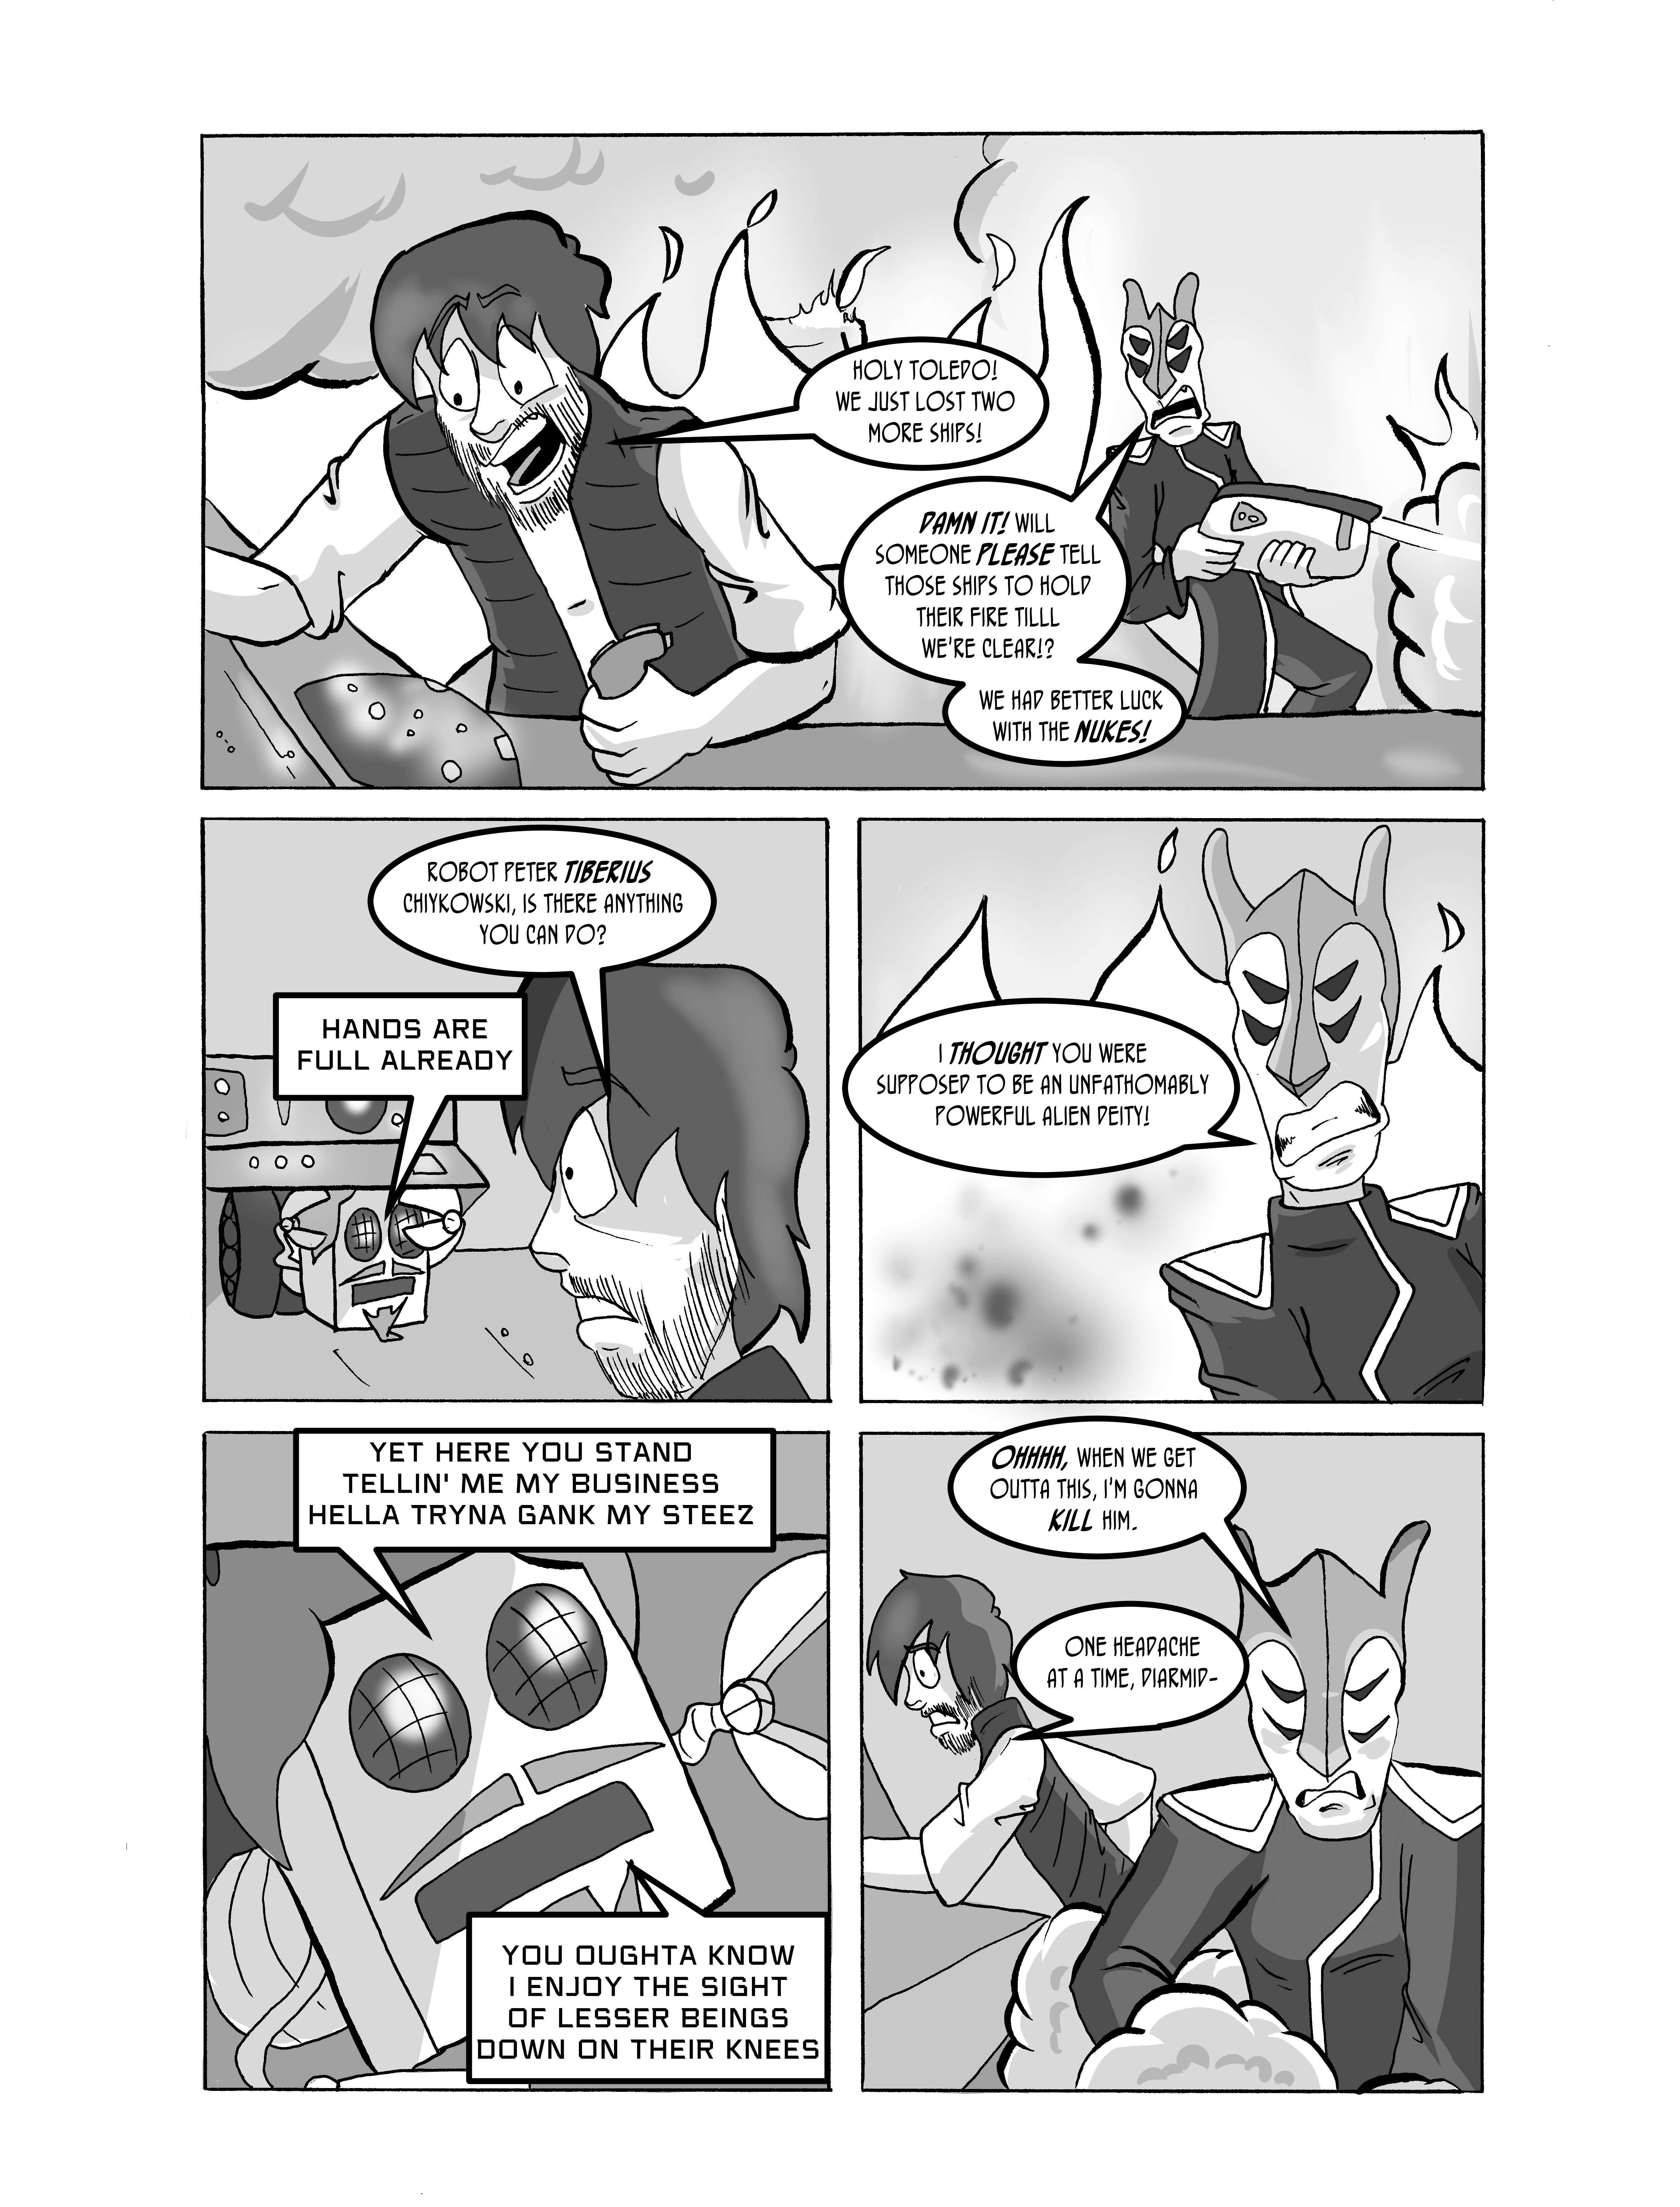 HOLY TOLEDO!
WE JUST LOST TWO
MORE SHIPS!
DAMN IT! WILL
SOMEONE PLEASE TELL
THOSE SHIPS TO HOLD
THEIR FIRE TILLL
WE'RE CLEAR!?
WE HAD BETTER LUCK
WITH THE NUKES!
ROBOT PETER TIBERIUS
CHIYKOWSKI, IS THERE ANYTHING
YOU CAN DO?
HANDS ARE
FULL ALREADY
I THOUGHT YOU WERE
SUPPOSED TO BE AN UNFATHOMABLY
POWERFUL ALIEN DEITY!
YET HERE YOU STAND
TELLIN' ME MY BUSINESS
HELLA TRYNA GANK MY STEEZ
YOU OUGHTA KNOW
I ENJOY THE SIGHT
OF LESSER BEINGS
DOWN ON THEIR KNEES
OHHHH, WHEN WE GET
OUTTA THIS, I'M GONNA
KILL HIM.
ONE HEADACHE
AT A TIME, DIARMID-